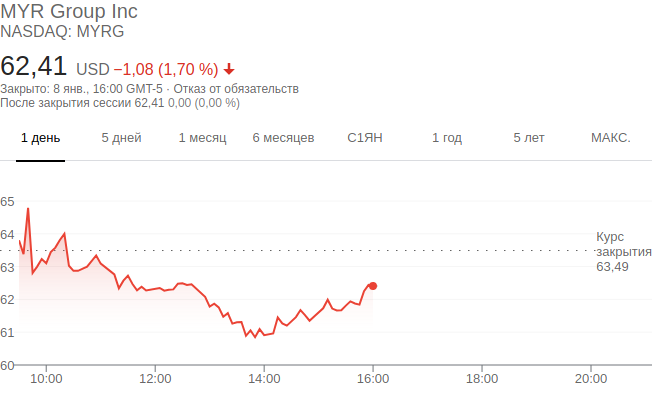 MYR Group Inc
NASDAQ: MYRG
62,41 USD −1,08 (1,70 %)
Закрыто: 8 янв., 16:00 GMT-5 · Отказ от обязательств
После закрытия сессии 62,41 0,00 (0,00 %)
1 день 5 дней 1 месяц 6 месяцев С1ЯН 1 год 5 лет МАКС.
65
64
63
62
61
60
Курс
закрытия
63,49
10:00 12:00 14:00 16:00 18:00 20:00